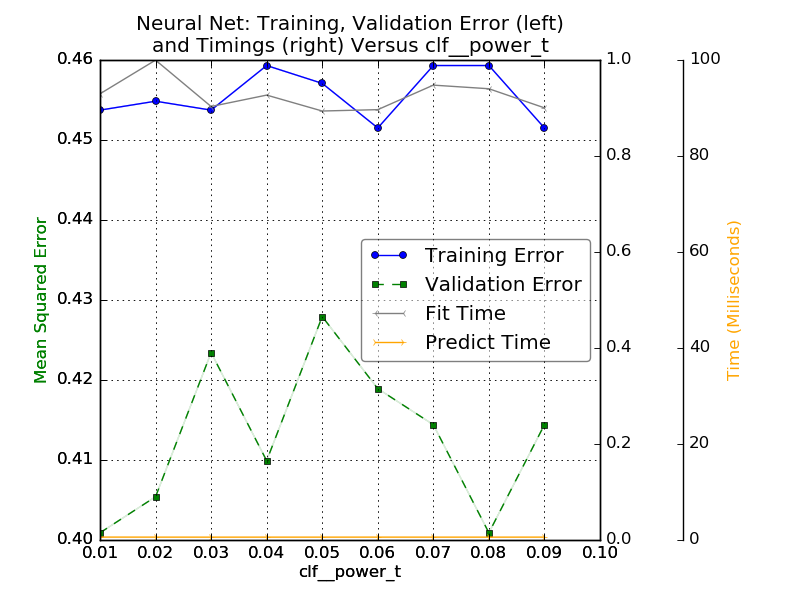 Neural Net: Training, Validation Error (left)
and Timings (right) Versus clf__power_t
0.46
0.45
0.44
0.43
0.42
0.41
0.40
Mean Squared Error
0.01 0.02 0.03 0.04 0.05 0.06 0.07 0.08 0.09 0.10
clf__power_t
Training Error
Validation Error
Fit Time
Predict Time
1.0
0.8
0.6
0.4
0.2
0.0
100
80
60
40
20
0
Time (Milliseconds)